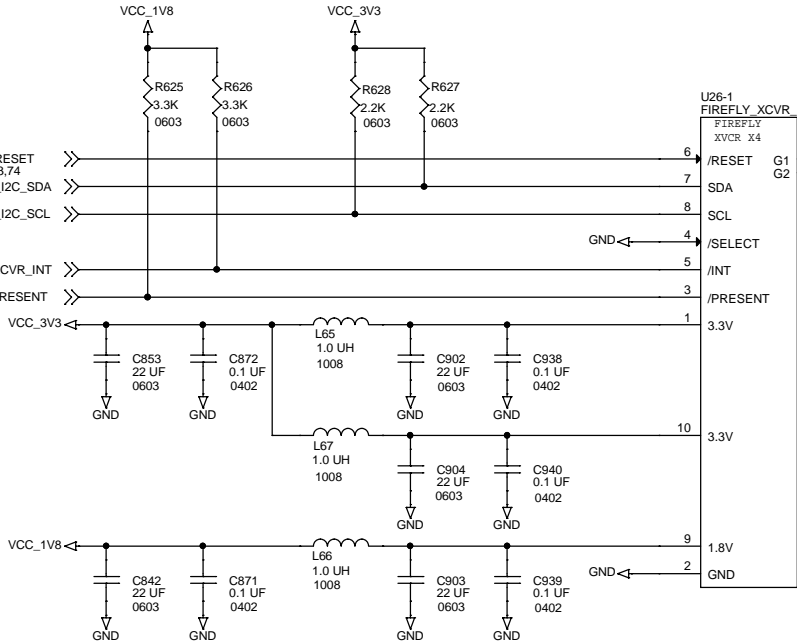 VCC_1V8
VCC_3V3
R625
3.3K
0603
R626
3.3K
0603
R628
2.2K
0603
R627
2.2K
0603
U26-1
FIREFLY_XCVR_
FIREFLY
XVCR X4
RESET
3,74
6
/RESET
G1
G2
I2C_SDA
7
SDA
I2C_SCL
8
SCL
GND
4
/SELECT
CVR_INT
5
/INT
RESENT
3
/PRESENT
VCC_3V3
1
3.3V
L65
1.0 UH
1008
C853
22 UF
0603
GND
C872
0.1 UF
0402
GND
C902
22 UF
0603
GND
C938
0.1 UF
0402
GND
10
3.3V
L67
1.0 UH
1008
C904
22 UF
0603
GND
C940
0.1 UF
0402
GND
VCC_1V8
9
1.8V
L66
1.0 UH
1008
GND
2
GND
C842
22 UF
0603
GND
C871
0.1 UF
0402
GND
C903
22 UF
0603
GND
C939
0.1 UF
0402
GND